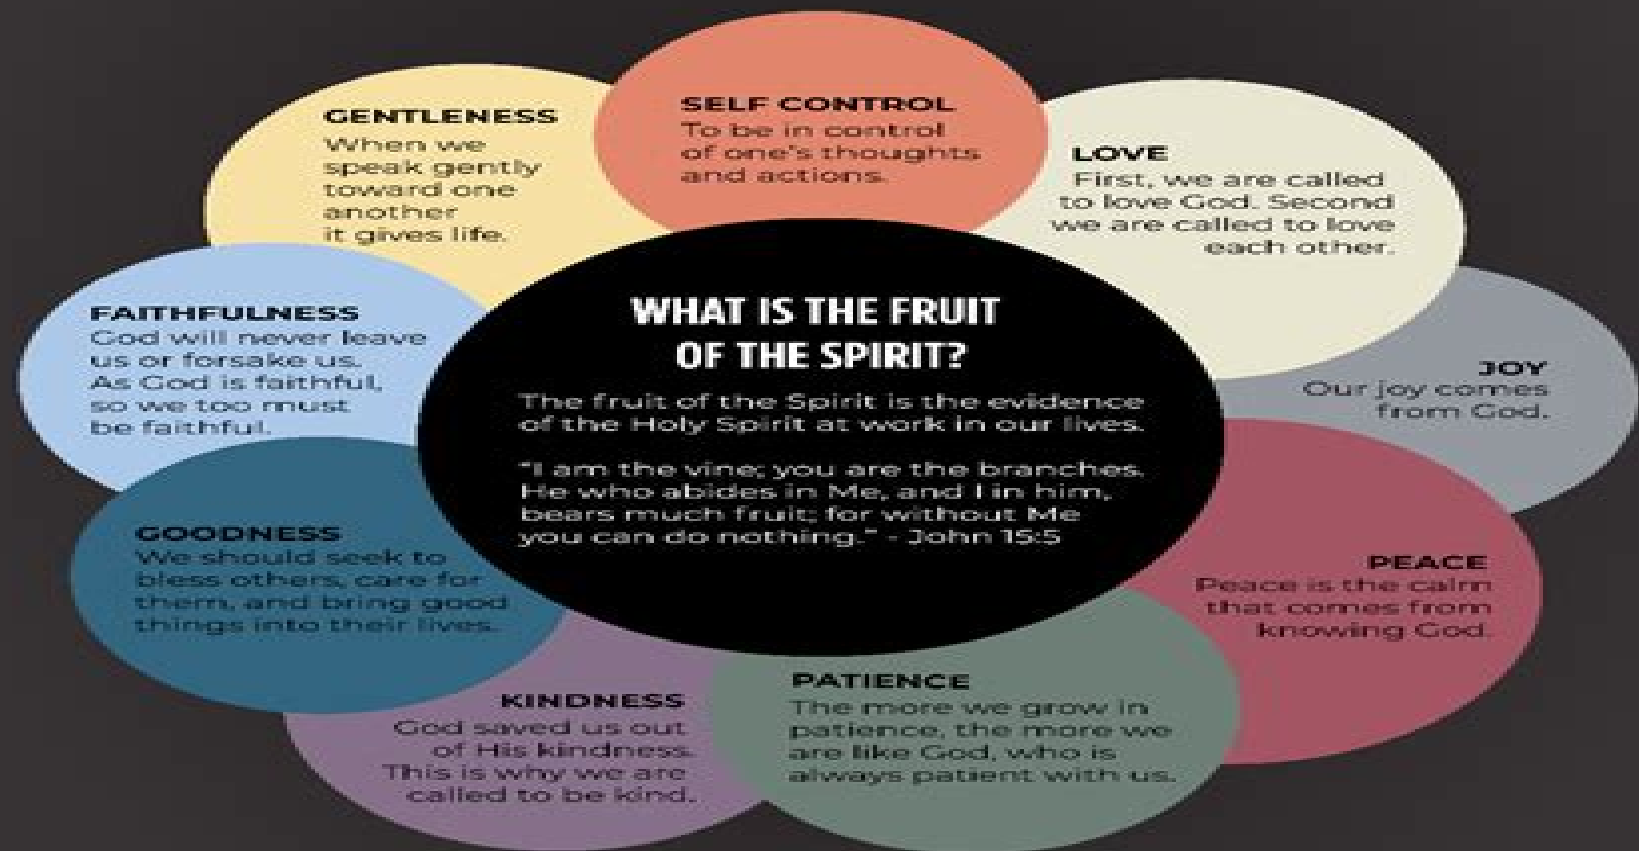 WHAT IS THE FRUIT
OF THE SPIRIT?
The fruit of the Spirit is the evidence
of the Holy Spirit at work in our lives.
"I am the vine; you are the branches.
He who abides in Me, and I in him,
bears much fruit; for without Me
you can do nothing." - John 15:5
SELF CONTROL
To be in control
of one's thoughts
and actions.
LOVE
First, we are called
to love God. Second
we are called to love
each other.
JOY
Our joy comes
from God.
PEACE
Peace is the calm
that comes from
knowing God.
PATIENCE
The more we grow in
patience, the more we
are like God, who is
always patient with us.
KINDNESS
God saved us out
of His kindness.
This is why we are
called to be kind.
GOODNESS
We should seek to
bless others, care for
them, and bring good
things into their lives.
FAITHFULNESS
God will never leave
us or forsake us.
As God is faithful,
so we too must
be faithful.
GENTLENESS
When we
speak gently
toward one
another
it gives life.